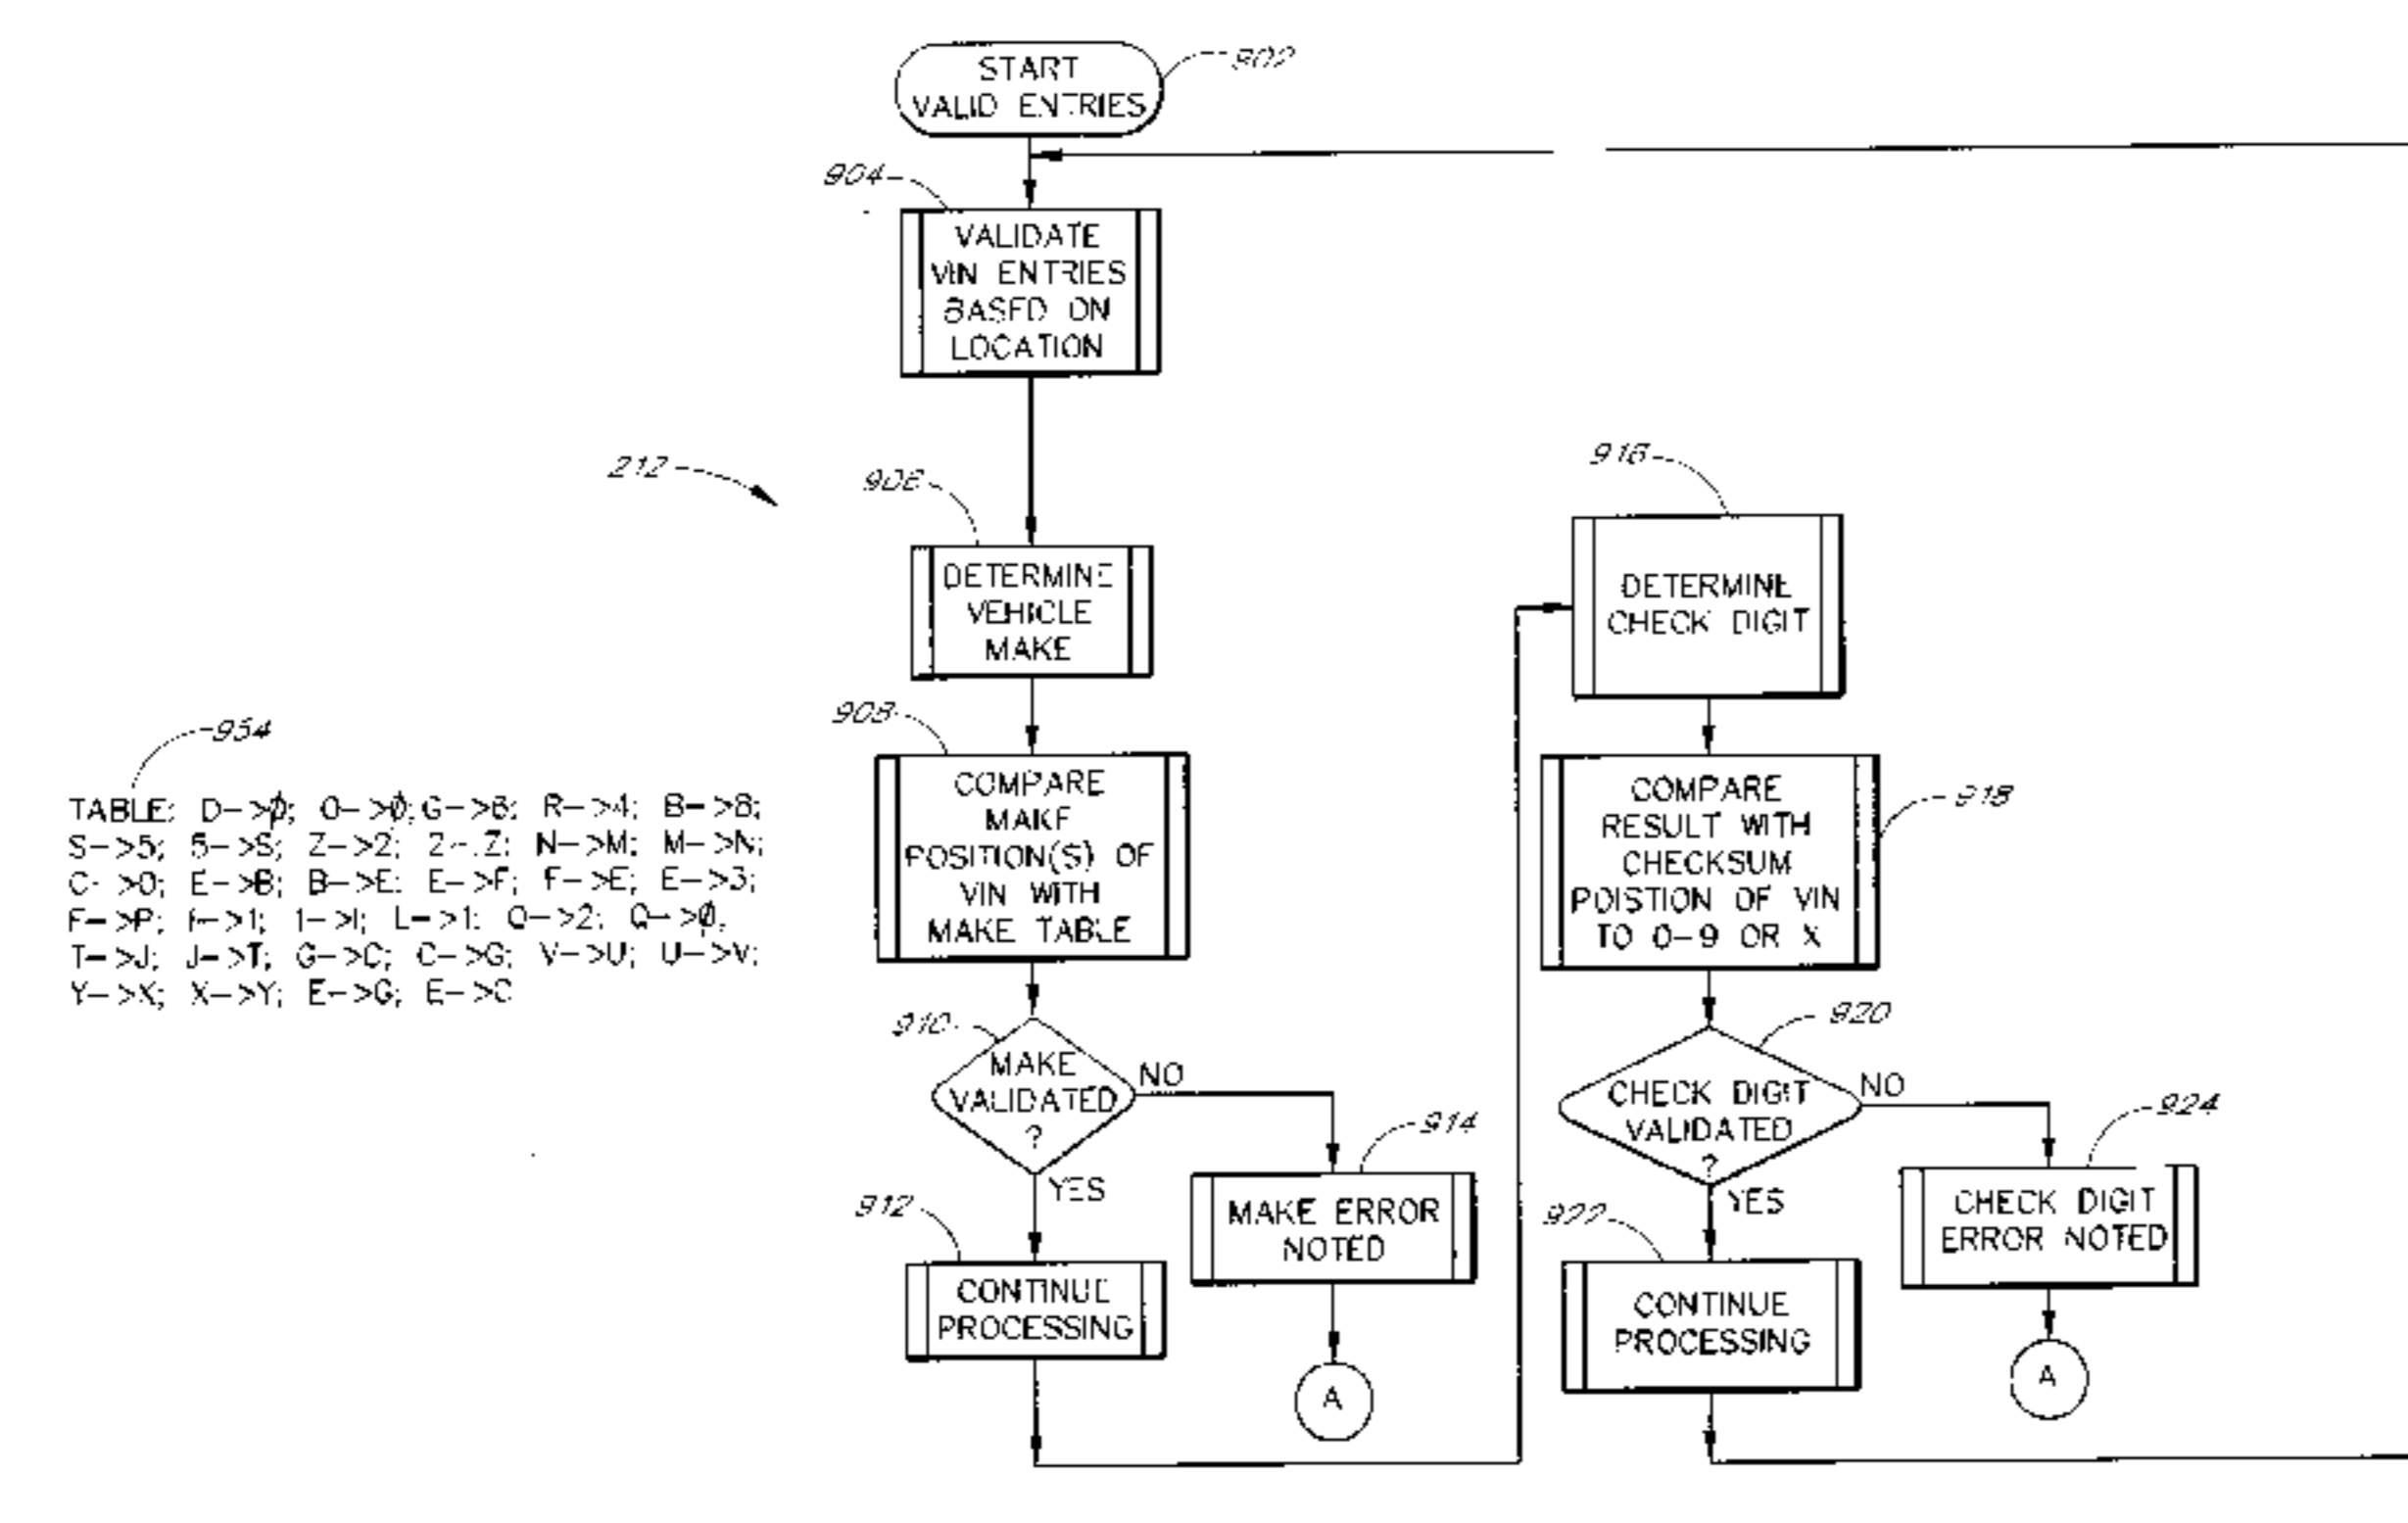 902
START
VALID ENTRIES
904
VALIDATE
VIN ENTRIES
BASED ON
LOCATION
212
906
DETERMINE
VEHICLE
MAKE
908
COMPARE
MAKE
POSITION(S) OF
VIN WITH
MAKE TABLE
954
TABLE: D->Ø; O->Ø; G->6; R->4; B->8;
S->5; 5->S; Z->2; 2->Z; N->M; M->N;
C->0; E->B; B->E; E->F; F->E; E->3;
F->P; 1->I; L->1; Q->2; Q->Ø;
T->J; J->T; G->C; C->G; V->U; U->V;
Y->X; X->Y; E->G; E->C
910
MAKE
VALIDATED
?
NO
YES
912
CONTINUE
PROCESSING
914
MAKE ERROR
NOTED
A
916
DETERMINE
CHECK DIGIT
918
COMPARE
RESULT WITH
CHECKSUM
POISTION OF VIN
TO 0-9 OR X
920
CHECK DIGIT
VALIDATED
?
NO
YES
922
CONTINUE
PROCESSING
924
CHECK DIGIT
ERROR NOTED
A